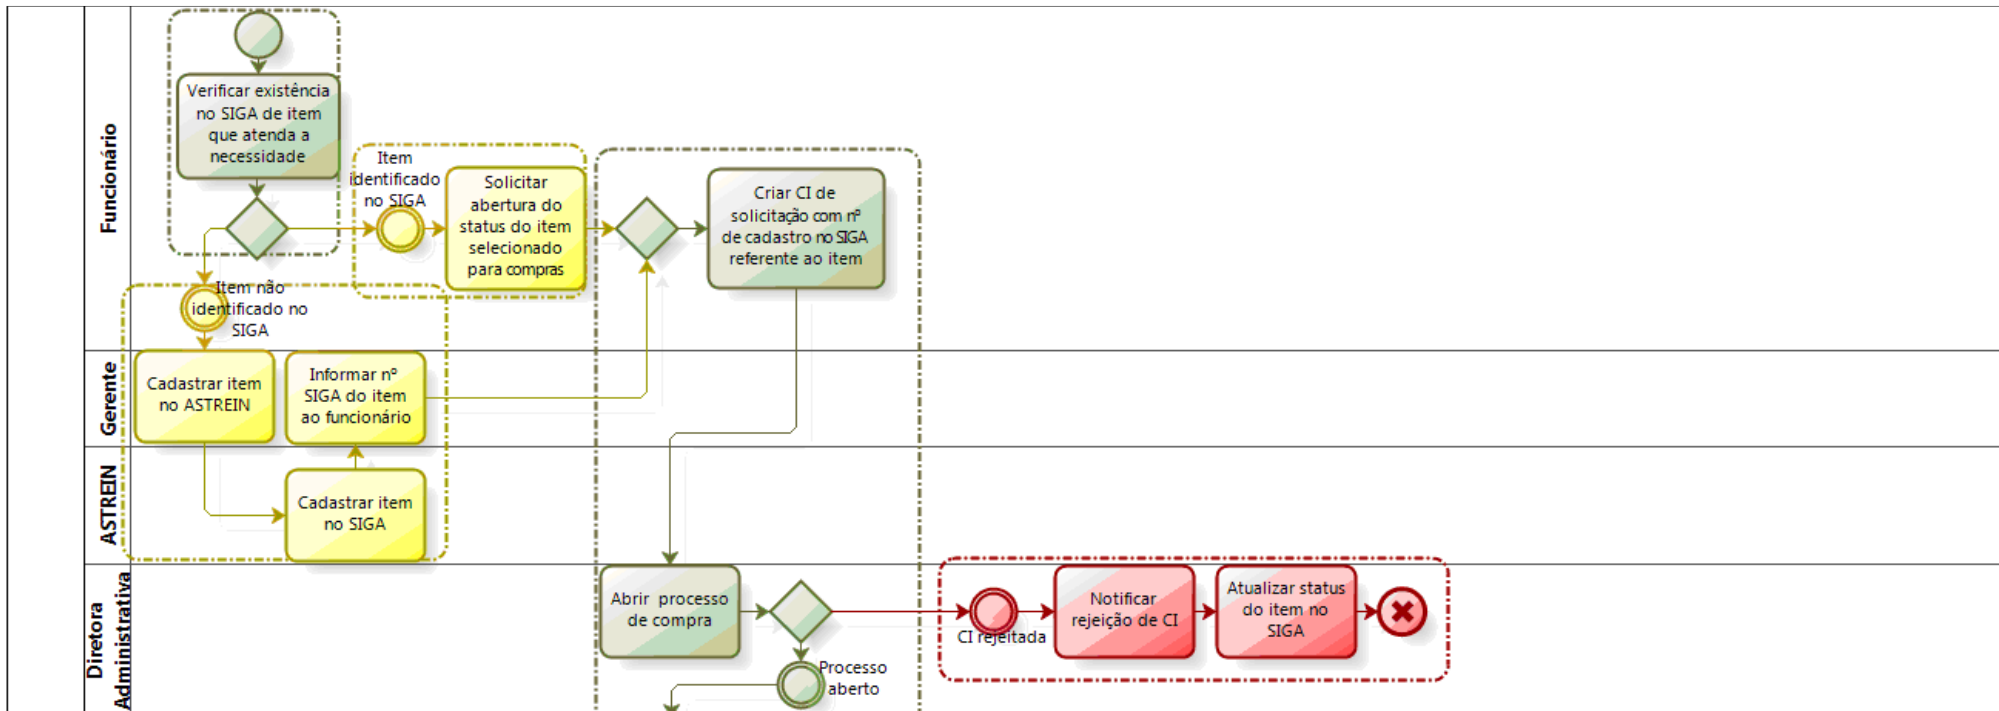 Funcionário
Verificar existência
no SIGA de item
que atenda a
necessidade
Item
identificado
no SIGA
Solicitar
abertura do
status do item
selecionado
para compras
Criar CI de
solicitação com nº
de cadastro no SIGA
referente ao item
Item não
identificado no
SIGA
Gerente
Cadastrar item
no ASTREIN
Informar nº
SIGA do item
ao funcionário
ASTREIN
Cadastrar item
no SIGA
Diretora
Administrativa
Abrir processo
de compra
Processo
aberto
CI rejeitada
Notificar
rejeição de CI
Atualizar status
do item no
SIGA